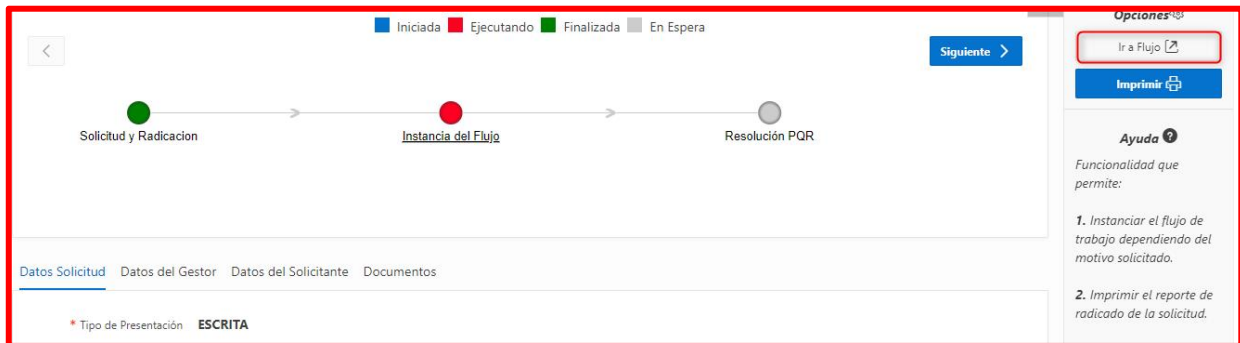 Iniciada Ejecutando Finalizada En Espera
Siguiente
Solicitud y Radicacion
Instancia del Flujo
Resolución PQR
Datos Solicitud Datos del Gestor Datos del Solicitante Documentos
* Tipo de Presentación ESCRITA
Opciones
Ir a Flujo
Imprimir
Ayuda ?
Funcionalidad que
permite:
1. Instanciar el flujo de
trabajo dependiendo del
motivo solicitado.
2. Imprimir el reporte de
radicado de la solicitud.